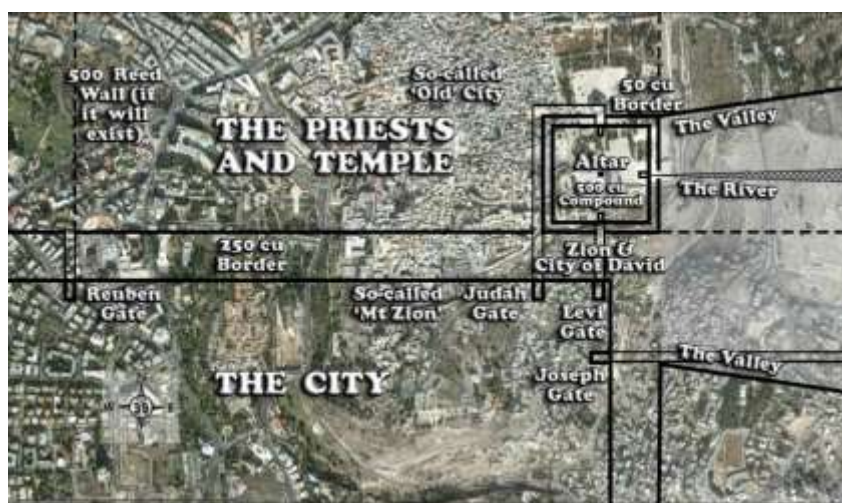 500 Reed
Wall (if
it will
exist)
So-called
'Old' City
50 cu
Border
The Valley
THE PRIESTS
AND TEMPLE
Altar
500 cu
Compound
The River
250 cu
Border
Zion &
City of David
Reuben
Gate
So-called
'Mt Zion'
Judah
Gate
Levi
Gate
THE CITY
Joseph
Gate
The Valley
W
E